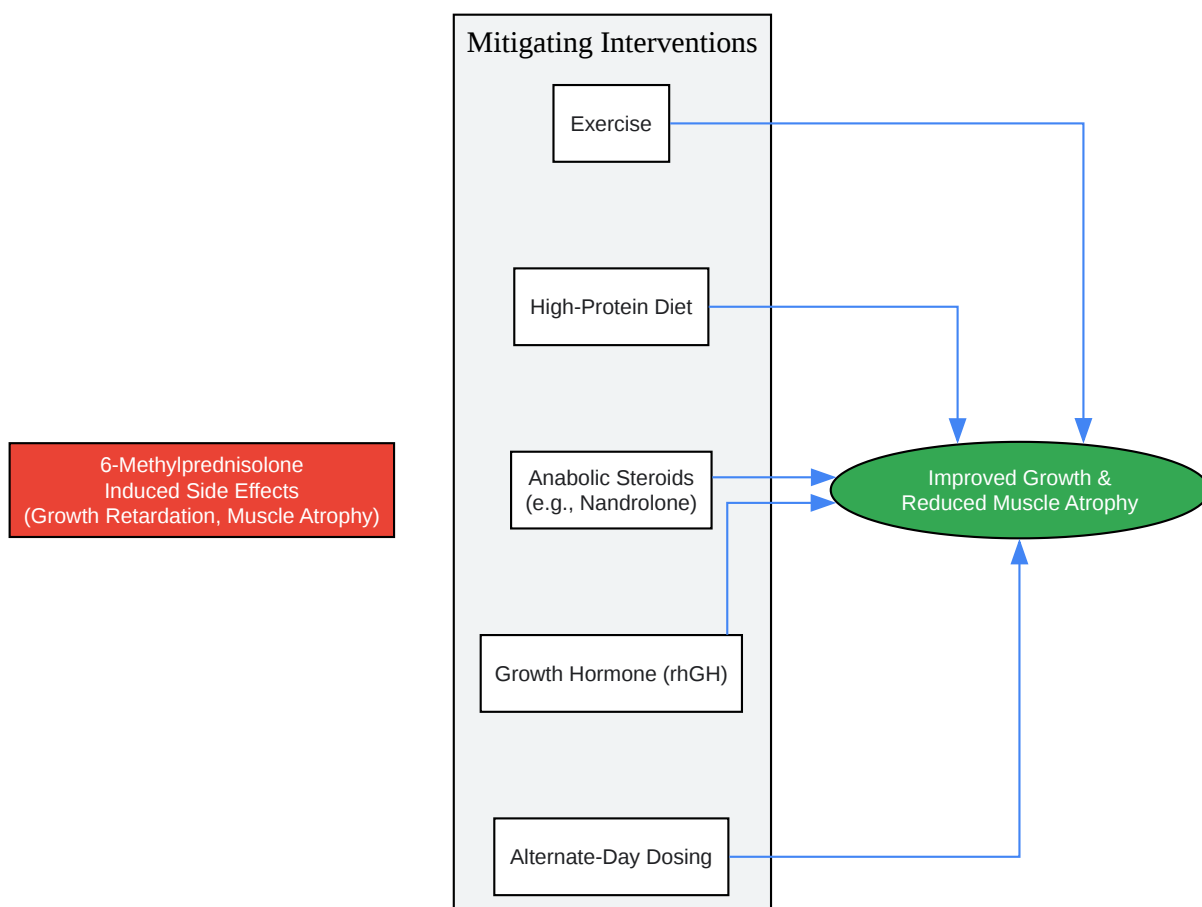 Mitigating Interventions
Exercise
High-Protein Diet
6-Methylprednisolone
Induced Side Effects
(Growth Retardation, Muscle Atrophy)
Anabolic Steroids
(e.g., Nandrolone)
Improved Growth &
Reduced Muscle Atrophy
Growth Hormone (rhGH)
Alternate-Day Dosing